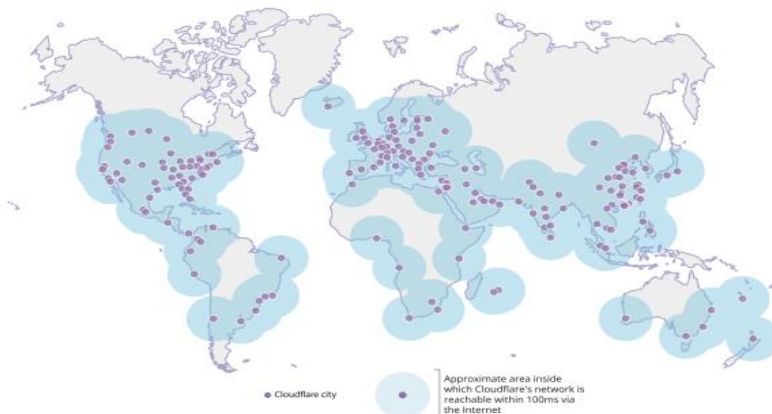 Cloudflare city
Approximate area inside
which Cloudflare's network is
reachable within 100ms via
the Internet